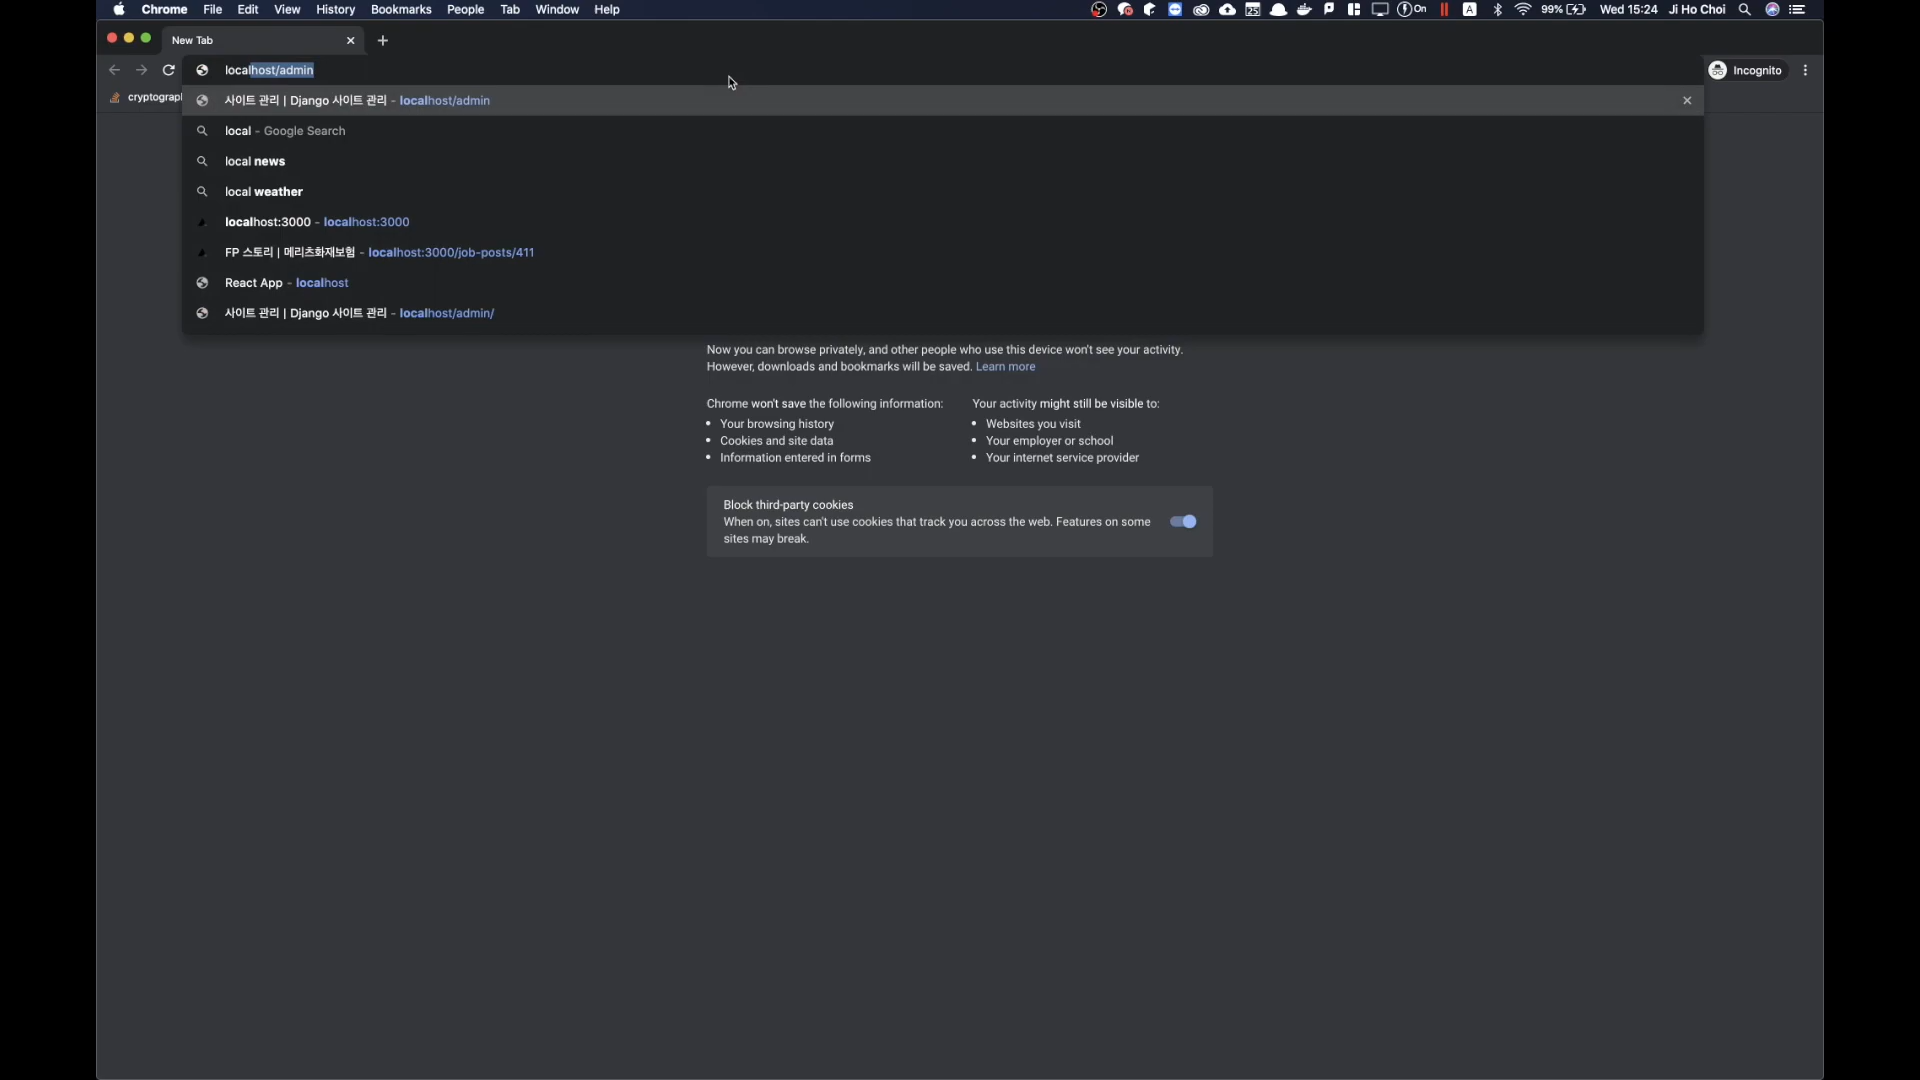 Chrome File Edit View History Bookmarks People Tab Window Help
25 On A 99% Wed 15:24 Ji Ho Choi
New Tab
localhost/admin
Incognito
사이트 관리 | Django 사이트 관리 - localhost/admin
local - Google Search
local news
local weather
localhost:3000 - localhost:3000
FP 스토리 | 메리츠화재보험 - localhost:3000/job-posts/411
React App - localhost
사이트 관리 | Django 사이트 관리 - localhost/admin/
Now you can browse privately, and other people who use this device won't see your activity.
However, downloads and bookmarks will be saved. Learn more
Chrome won't save the following information:
Your browsing history
Cookies and site data
Information entered in forms
Your activity might still be visible to:
Websites you visit
Your employer or school
Your internet service provider
Block third-party cookies
When on, sites can't use cookies that track you across the web. Features on some
sites may break.